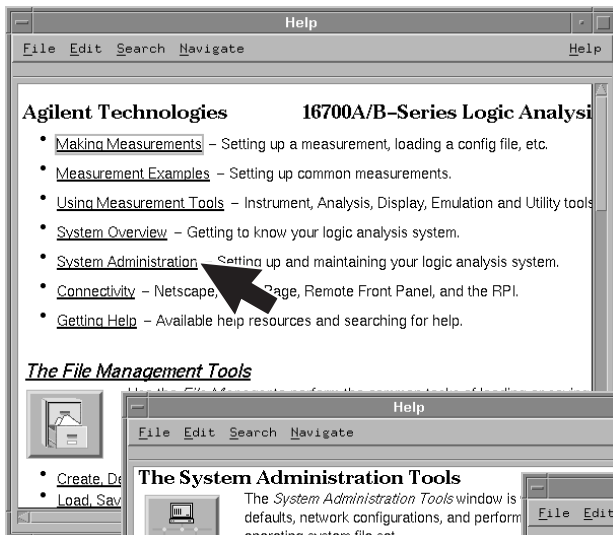 Help
File Edit Search Navigate Help
Agilent Technologies 16700A/B–Series Logic Analysi
• Making Measurements – Setting up a measurement, loading a config file, etc.
• Measurement Examples – Setting up common measurements.
• Using Measurement Tools – Instrument, Analysis, Display, Emulation and Utility tools
• System Overview – Getting to know your logic analysis system.
• System Administration – Setting up and maintaining your logic analysis system.
• Connectivity – Netscape, Page, Remote Front Panel, and the RPI.
• Getting Help – Available help resources and searching for help.
The File Management Tools
Help
File Edit Search Navigate
• Create, De
• Load, Sav
The System Administration Tools
The System Administration Tools window is
defaults, network configurations, and perform
operating system file set
File Edit